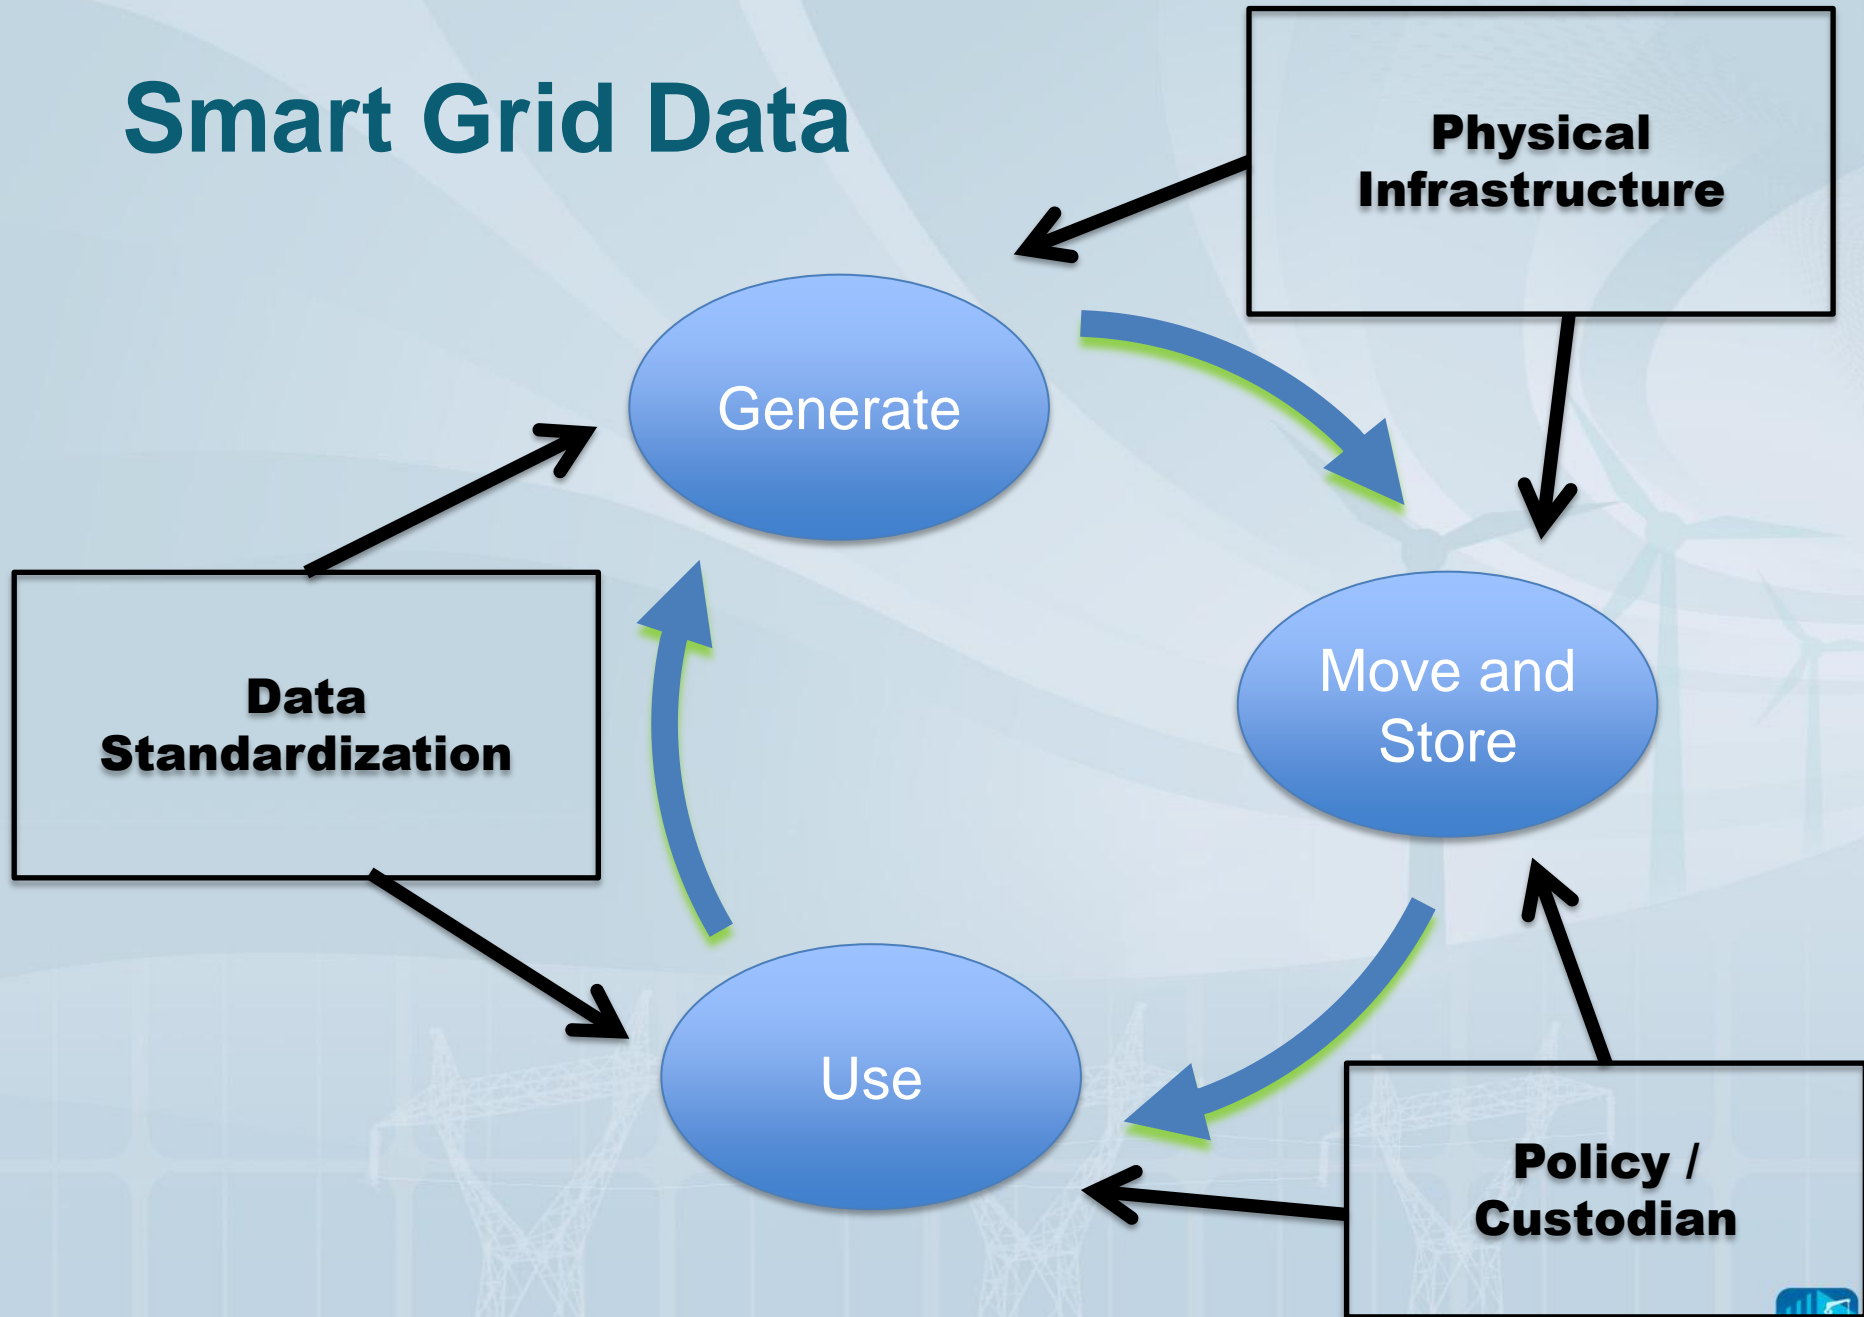 Smart Grid Data
Physical
Infrastructure
Generate
Move and
Store
Data
Standardization
Use
Policy /
Custodian